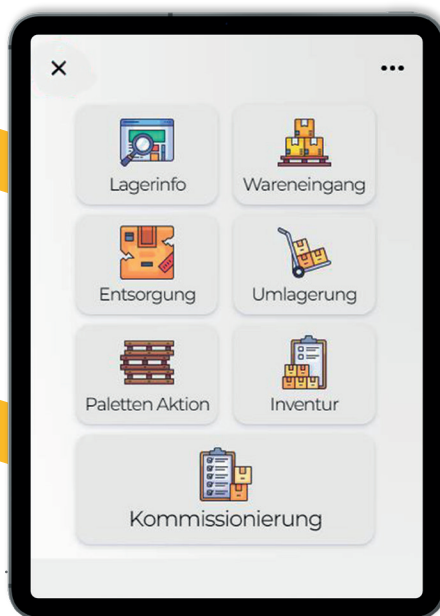 Lagerinfo
Wareneingang
Entsorgung
Umlagerung
Paletten Aktion
Inventur
Kommissionierung